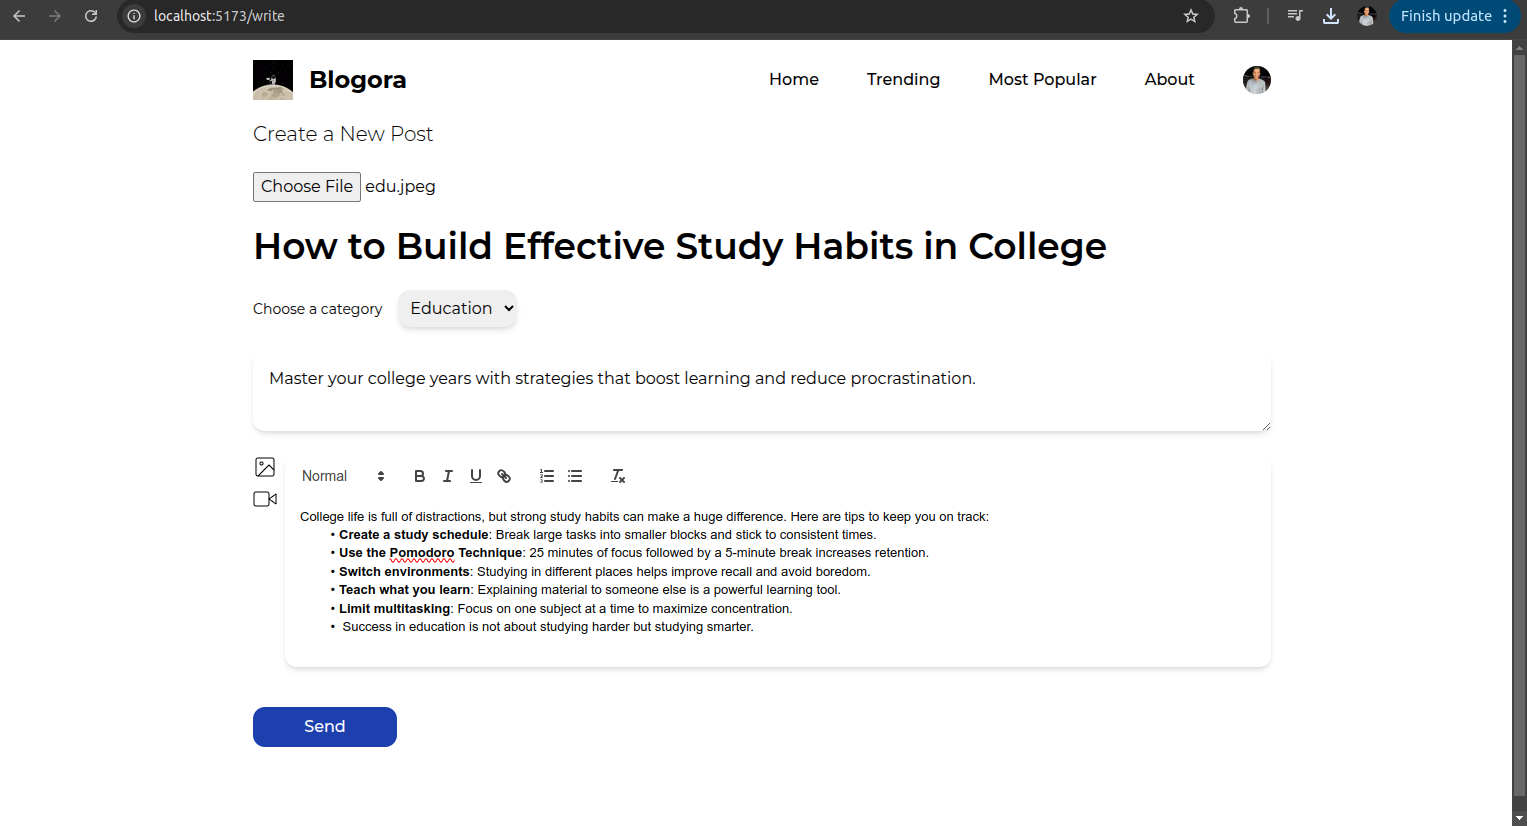 localhost:5173/write
Finish update
Blogora
Home Trending Most Popular About
Create a New Post
Choose File edu.jpeg
How to Build Effective Study Habits in College
Choose a category Education
Master your college years with strategies that boost learning and reduce procrastination.
Normal B I U Tx
College life is full of distractions, but strong study habits can make a huge difference. Here are tips to keep you on track:
• Create a study schedule: Break large tasks into smaller blocks and stick to consistent times.
• Use the Pomodoro Technique: 25 minutes of focus followed by a 5-minute break increases retention.
• Switch environments: Studying in different places helps improve recall and avoid boredom.
• Teach what you learn: Explaining material to someone else is a powerful learning tool.
• Limit multitasking: Focus on one subject at a time to maximize concentration.
• Success in education is not about studying harder but studying smarter.
Send